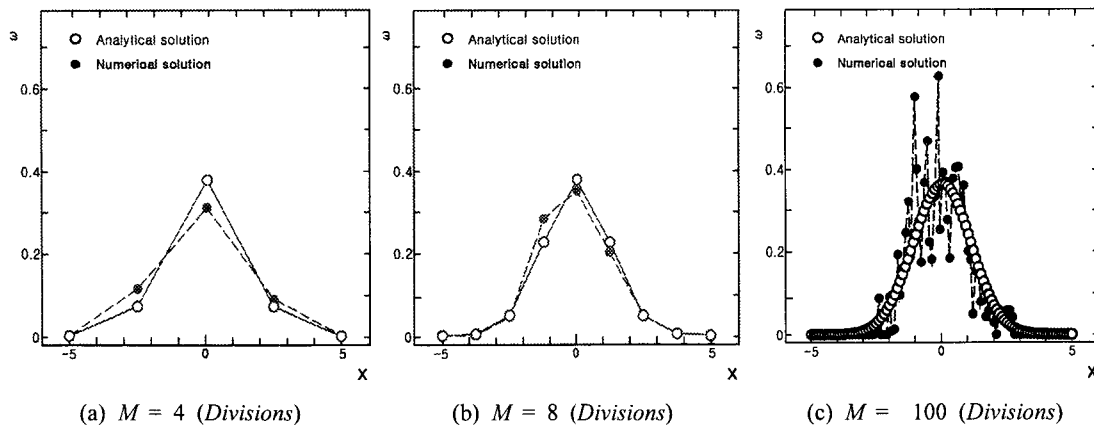 ω
Analytical solution
Numerical solution
0.6
0.4
0.2
0
-5
0
5
X
(a) M = 4 (Divisions)
ω
Analytical solution
Numerical solution
0.6
0.4
0.2
0
-5
0
5
X
(b) M = 8 (Divisions)
ω
Analytical solution
Numerical solution
0.6
0.4
0.2
0
-5
0
5
X
(c) M = 100 (Divisions)